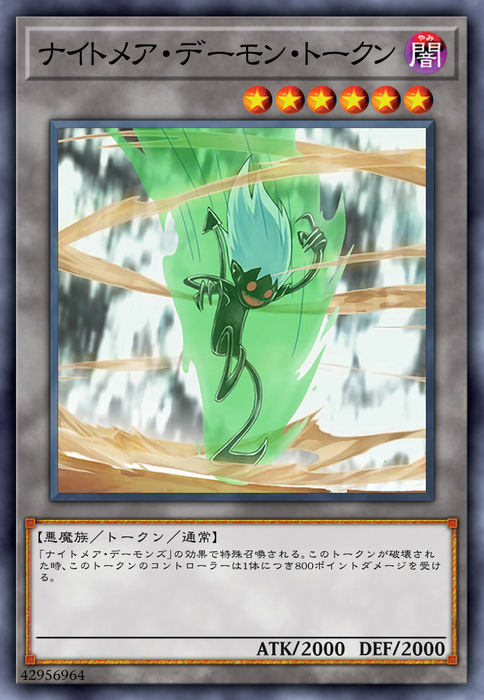 ナイトメア・デーモン・トークン
やみ
闇
【悪魔族／トークン／通常】
「ナイトメア・デーモンズ」の効果で特殊召喚される。このトークンが破壊され
た時、このトークンのコントローラーは1体につき800ポイントダメージを受け
る。
ATK/2000 DEF/2000
42956964